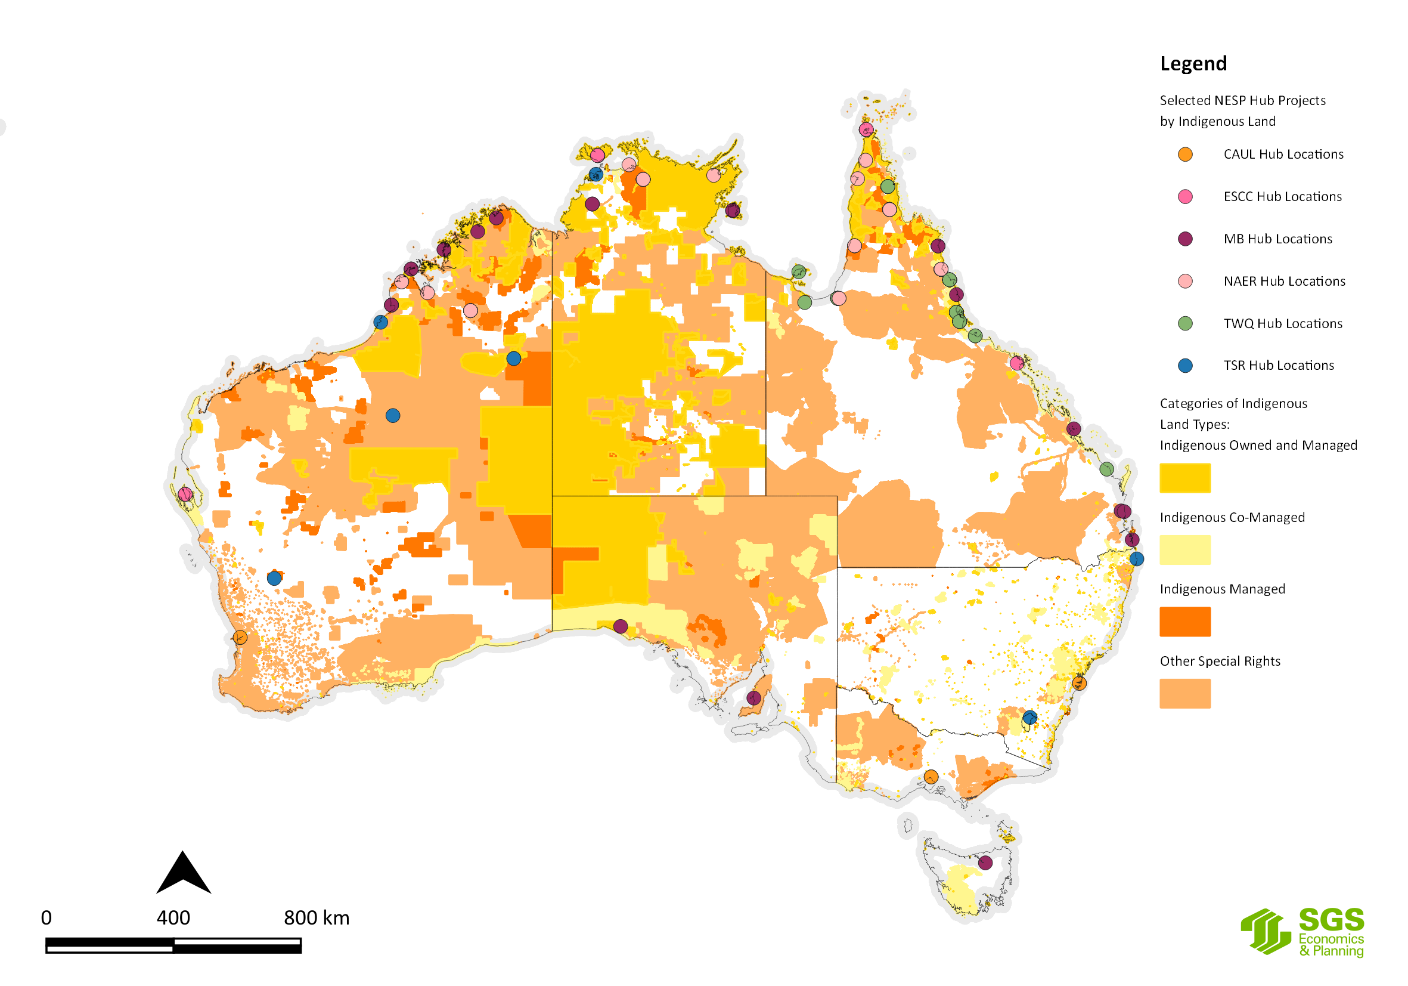 Legend
Selected NESP Hub Projects
by Indigenous Land
CAUL Hub Locations
ESCC Hub Locations
MB Hub Locations
NAER Hub Locations
TWQ Hub Locations
TSR Hub Locations
Categories of Indigenous
Land Types:
Indigenous Owned and Managed
Indigenous Co-Managed
Indigenous Managed
Other Special Rights
0 400 800 km
SGS
Economics
& Planning